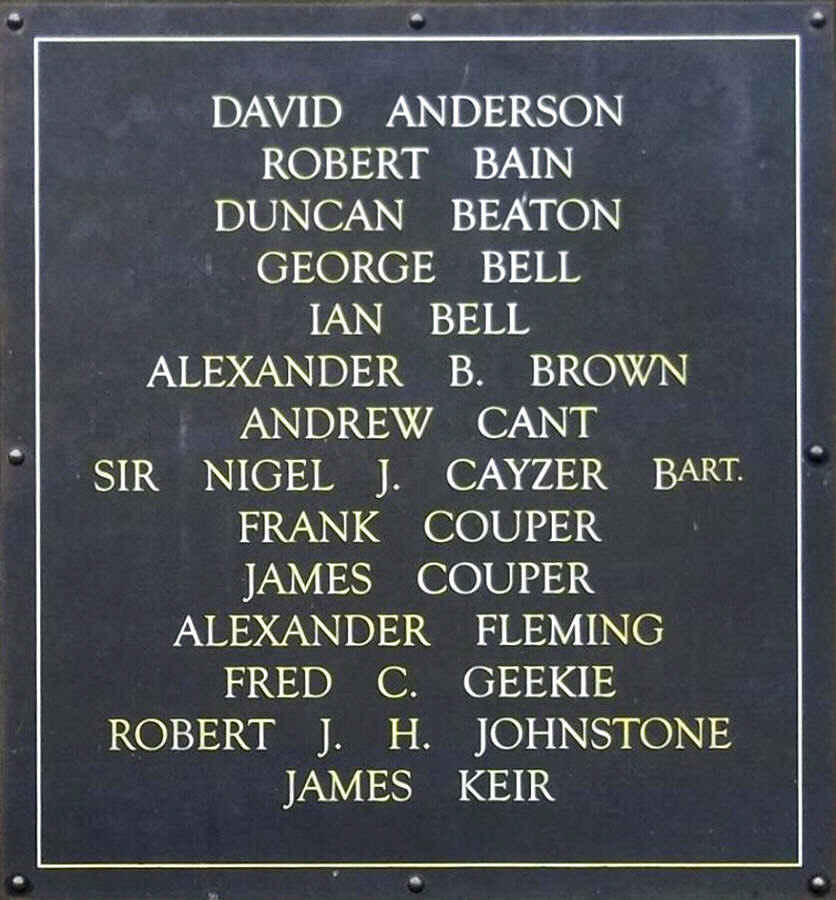 DAVID ANDERSON
ROBERT BAIN
DUNCAN BEATON
GEORGE BELL
IAN BELL
ALEXANDER B. BROWN
ANDREW CANT
SIR NIGEL J. CAYZER BART.
FRANK COUPER
JAMES COUPER
ALEXANDER FLEMING
FRED C. GEEKIE
ROBERT J. H. JOHNSTONE
JAMES KEIR